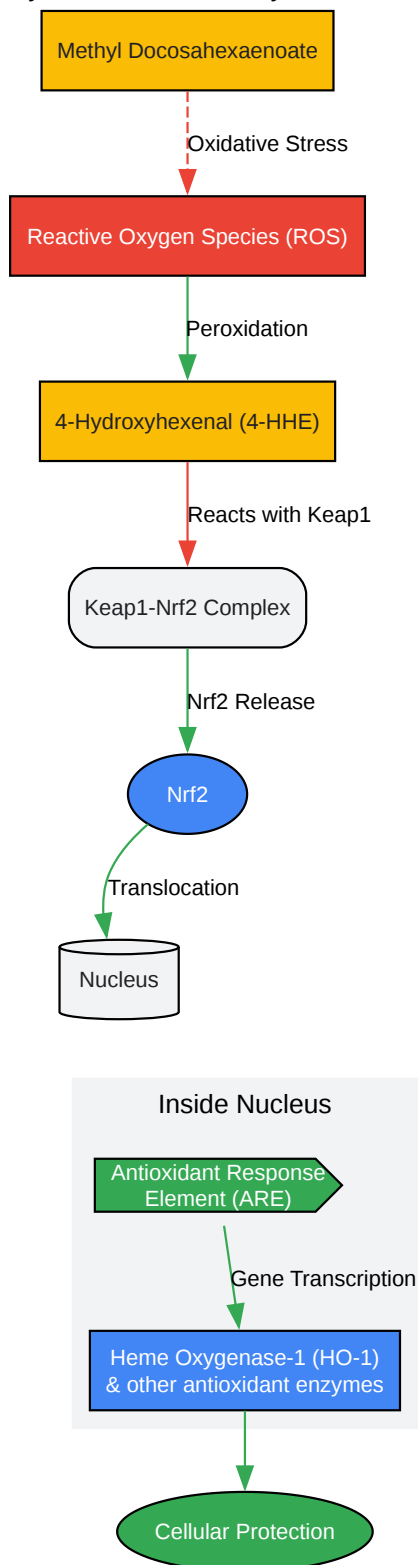 Methyl Docosahexaenoate
Oxidative Stress
Reactive Oxygen Species (ROS)
Peroxidation
4-Hydroxyhexenal (4-HHE)
Reacts with Keap1
Keap1-Nrf2 Complex
Nrf2 Release
Nrf2
Translocation
Nucleus
Inside Nucleus
Antioxidant Response
Element (ARE)
Gene Transcription
Heme Oxygenase-1 (HO-1)
& other antioxidant enzymes
Cellular Protection